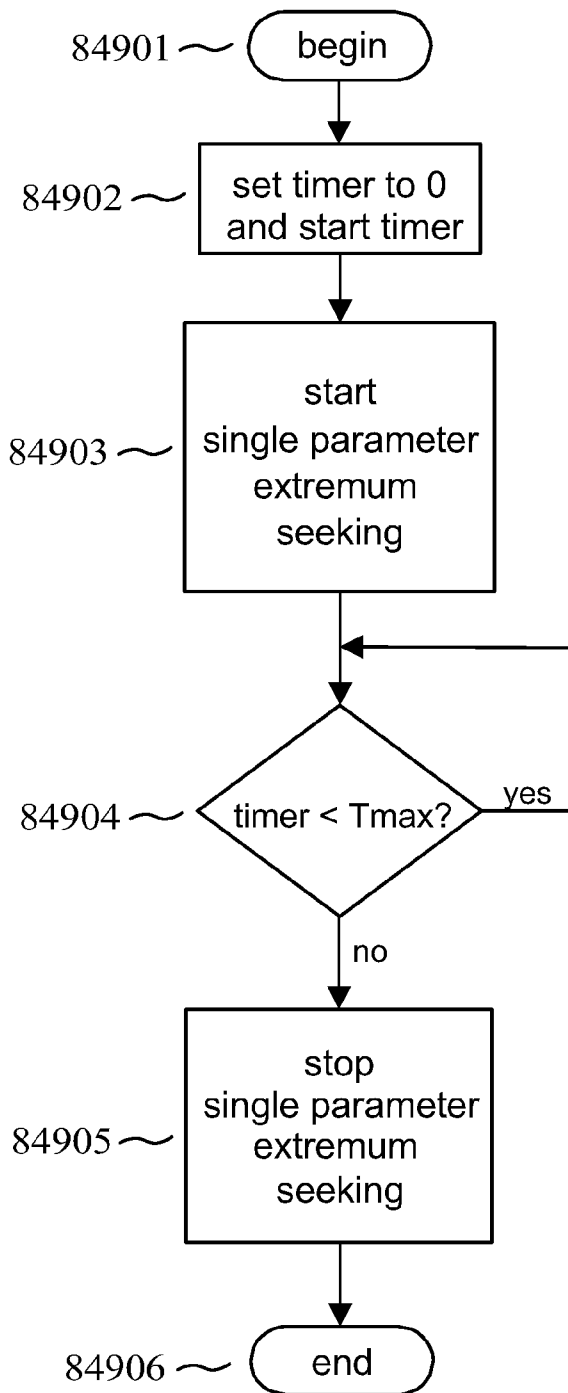 84901
begin
84902
set timer to 0
and start timer
84903
start
single parameter
extremum
seeking
84904
timer < Tmax?
yes
no
84905
stop
single parameter
extremum
seeking
84906
end